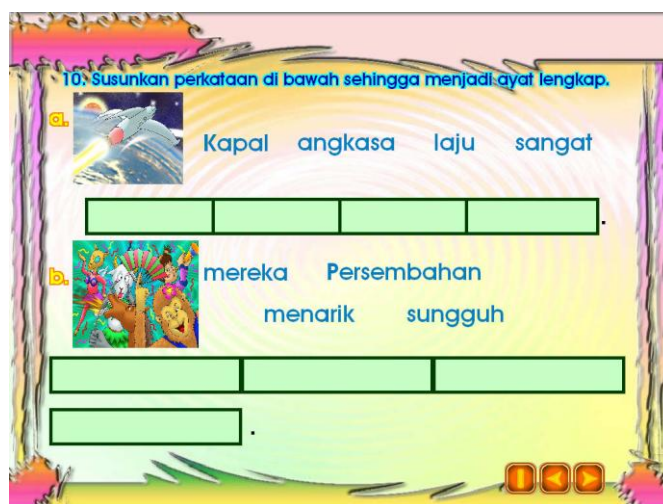 10. Susunkan perkataan di bawah sehingga menjadi ayat lengkap.
a.
Kapal angkasa laju sangat
.
b.
mereka Persembahan
menarik sungguh
.